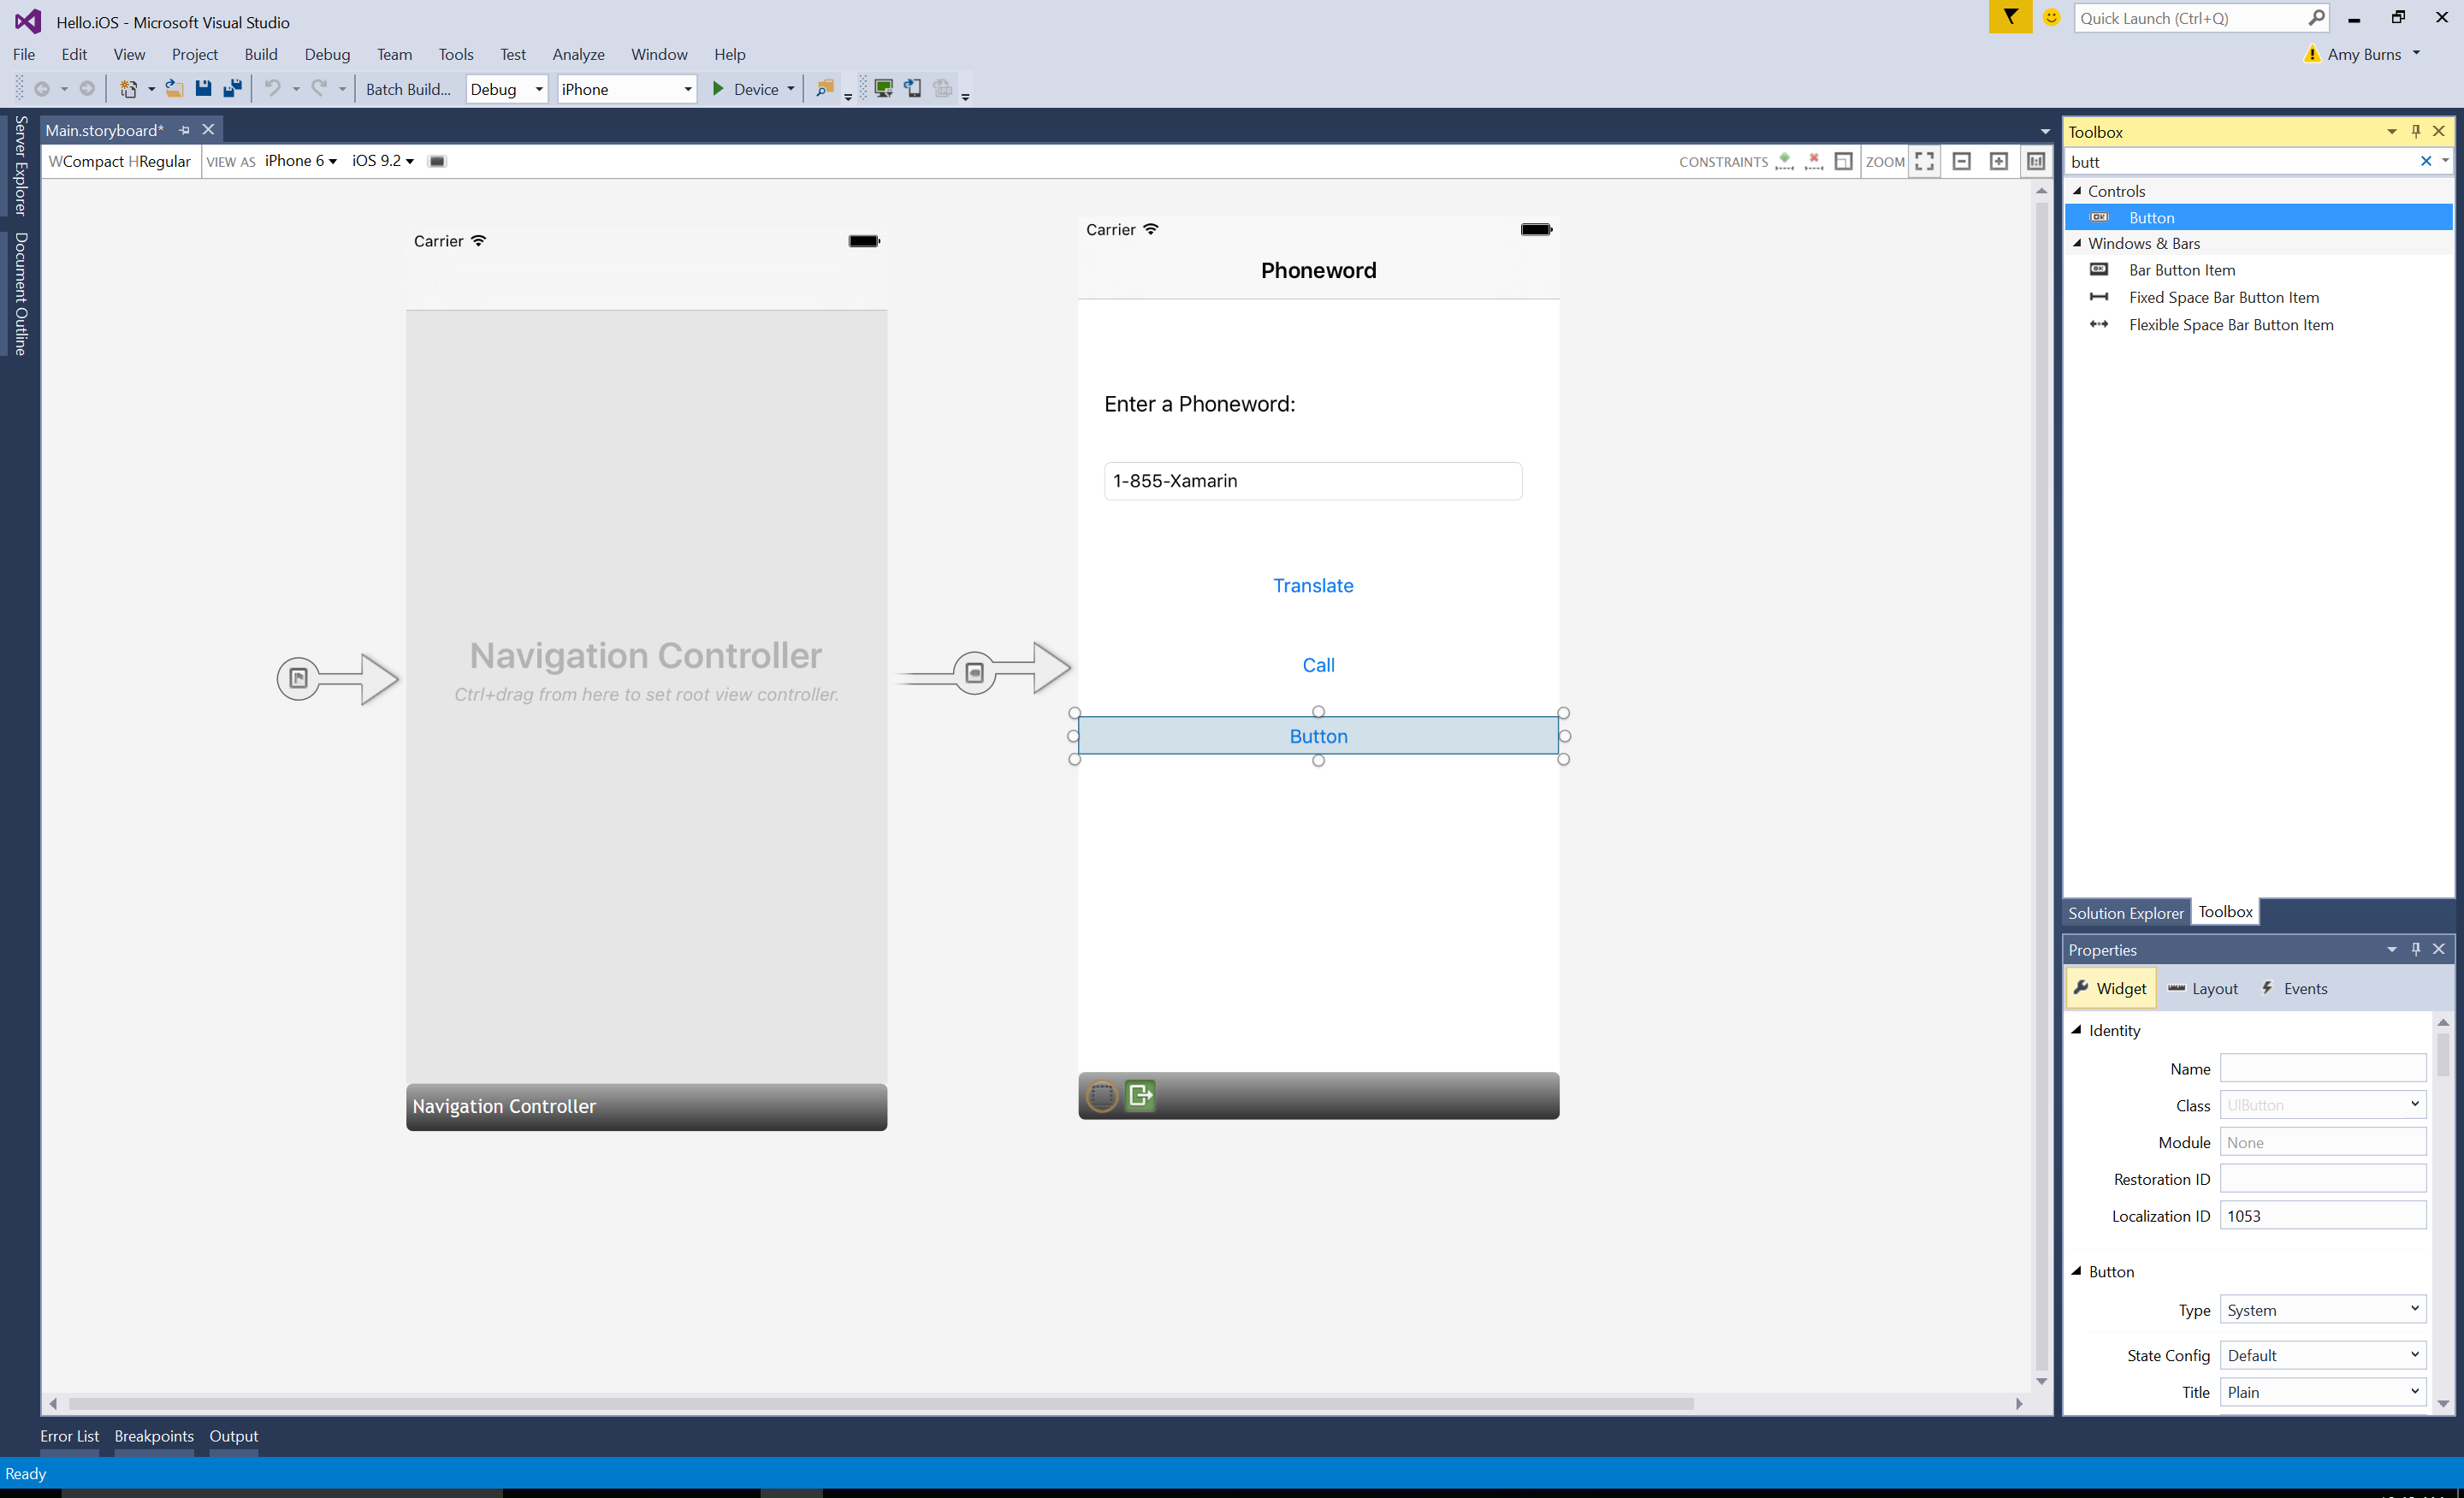 Hello.iOS - Microsoft Visual Studio
Quick Launch (Ctrl+Q)
File Edit View Project Build Debug Team Tools Test Analyze Window Help
Amy Burns
Batch Build... Debug iPhone Device
Server Explorer
Document Outline
Main.storyboard*
WCompact HRegular VIEW AS iPhone 6 iOS 9.2
CONSTRAINTS ZOOM
Carrier
Navigation Controller
Ctrl+drag from here to set root view controller.
Navigation Controller
Carrier
Phoneword
Enter a Phoneword:
1-855-Xamarin
Translate
Call
Button
Toolbox
butt
Controls
Button
Windows & Bars
Bar Button Item
Fixed Space Bar Button Item
Flexible Space Bar Button Item
Solution Explorer Toolbox
Properties
Widget Layout Events
Identity
Name
Class UIButton
Module None
Restoration ID
Localization ID 1053
Button
Type System
State Config Default
Title Plain
Error List Breakpoints Output
Ready